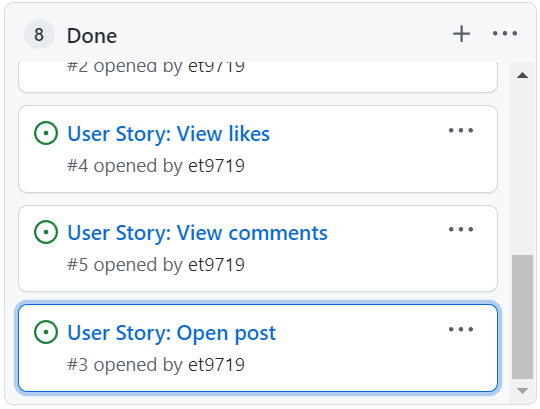 8 Done
#2 opened by et9719
User Story: View likes
#4 opened by et9719
User Story: View comments
#5 opened by et9719
User Story: Open post
#3 opened by et9719